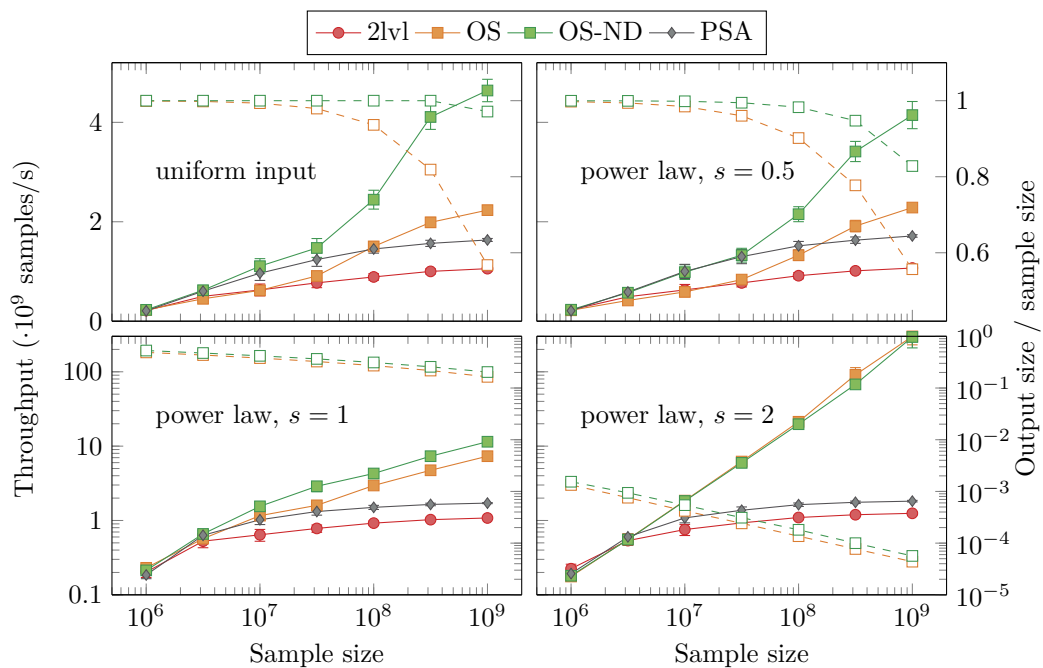 2lvl OS OS-ND PSA
Throughput (·10⁹ samples/s)
4
2
0
uniform input
power law, s = 0.5
1
0.8
0.6
Output size / sample size
100
10
1
0.1
power law, s = 1
power law, s = 2
10⁰
10⁻¹
10⁻²
10⁻³
10⁻⁴
10⁻⁵
10⁶ 10⁷ 10⁸ 10⁹
10⁶ 10⁷ 10⁸ 10⁹
Sample size
Sample size